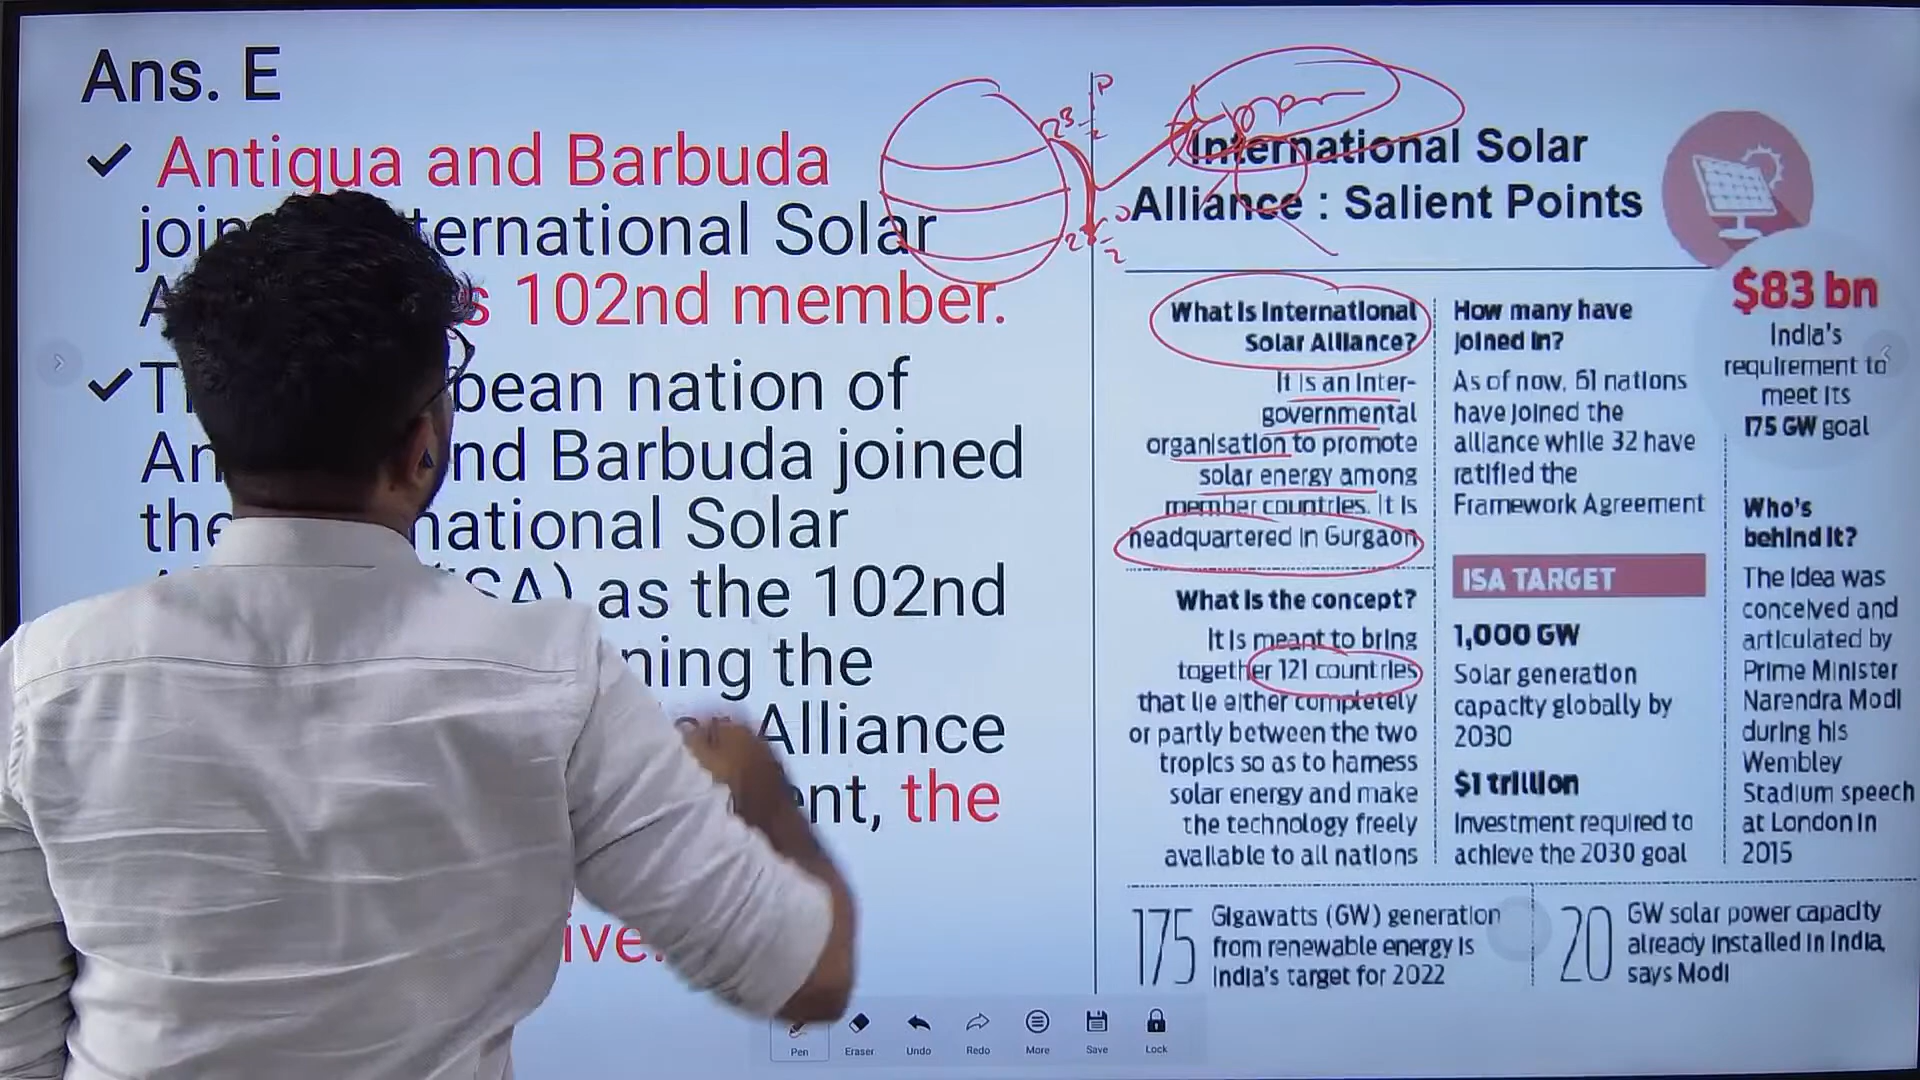 Ans. E
✓ Antigua and Barbuda
ternational Solar
s 102nd member.
✓ bean nation of
nd Barbuda joined
the national Solar
as the 102nd
ning the
Alliance
ent, the
ive.
International Solar
Alliance : Salient Points
What Is International
Solar Alliance?
It is an inter-
governmental
organisation to promote
solar energy among
member countries. It is
headquartered in Gurgaon
What is the concept?
It is meant to bring
together 121 countries
that lie either completely
or partly between the two
tropics so as to harness
solar energy and make
the technology freely
available to all nations
How many have
joined in?
As of now, 61 nations
have joined the
alliance while 32 have
ratified the
Framework Agreement
ISA TARGET
1,000 GW
Solar generation
capacity globally by
2030
$1 trillion
Investment required to
achieve the 2030 goal
$83 bn
India's
requirement to
meet its
175 GW goal
Who's
behind it?
The idea was
conceived and
articulated by
Prime Minister
Narendra Modi
during his
Wembley
Stadium speech
at London in
2015
175 Gigawatts (GW) generation
from renewable energy is
India's target for 2022
20 GW solar power capacity
already installed in India,
says Modi
Pen Eraser Undo Redo More Save Lock